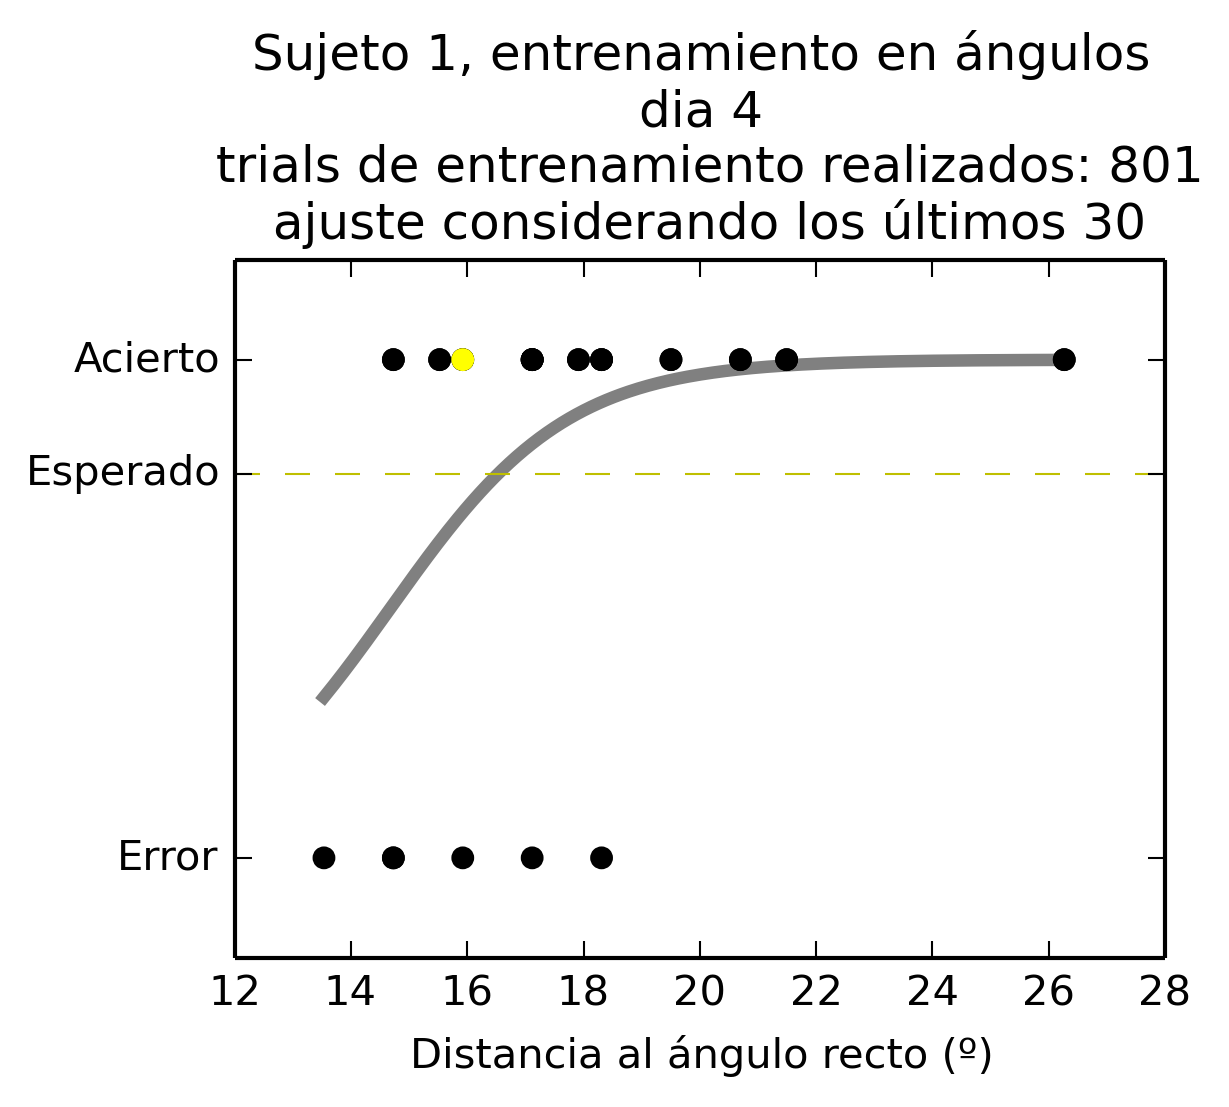 Sujeto 1, entrenamiento en ángulos
dia 4
trials de entrenamiento realizados: 801
ajuste considerando los últimos 30
Acierto
Esperado
Error
12 14 16 18 20 22 24 26 28
Distancia al ángulo recto (º)